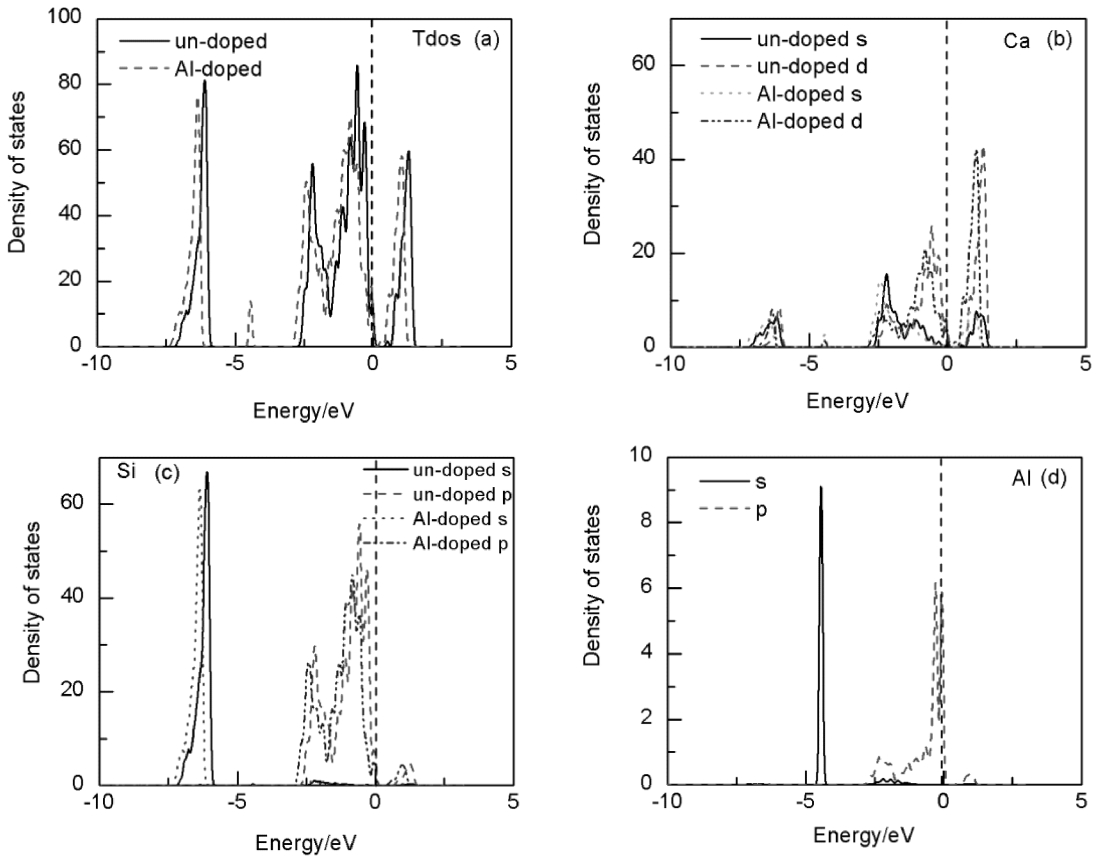 Tdos (a)
un-doped
Al-doped
100
80
60
40
20
0
-10
-5
0
5
Density of states
Energy/eV
Ca (b)
un-doped s
un-doped d
Al-doped s
Al-doped d
60
40
20
0
-10
-5
0
5
Density of states
Energy/eV
Si (c)
un-doped s
un-doped p
Al-doped s
Al-doped p
60
40
20
0
-10
-5
0
5
Density of states
Energy/eV
Al (d)
s
p
10
8
6
4
2
0
-10
-5
0
5
Density of states
Energy/eV